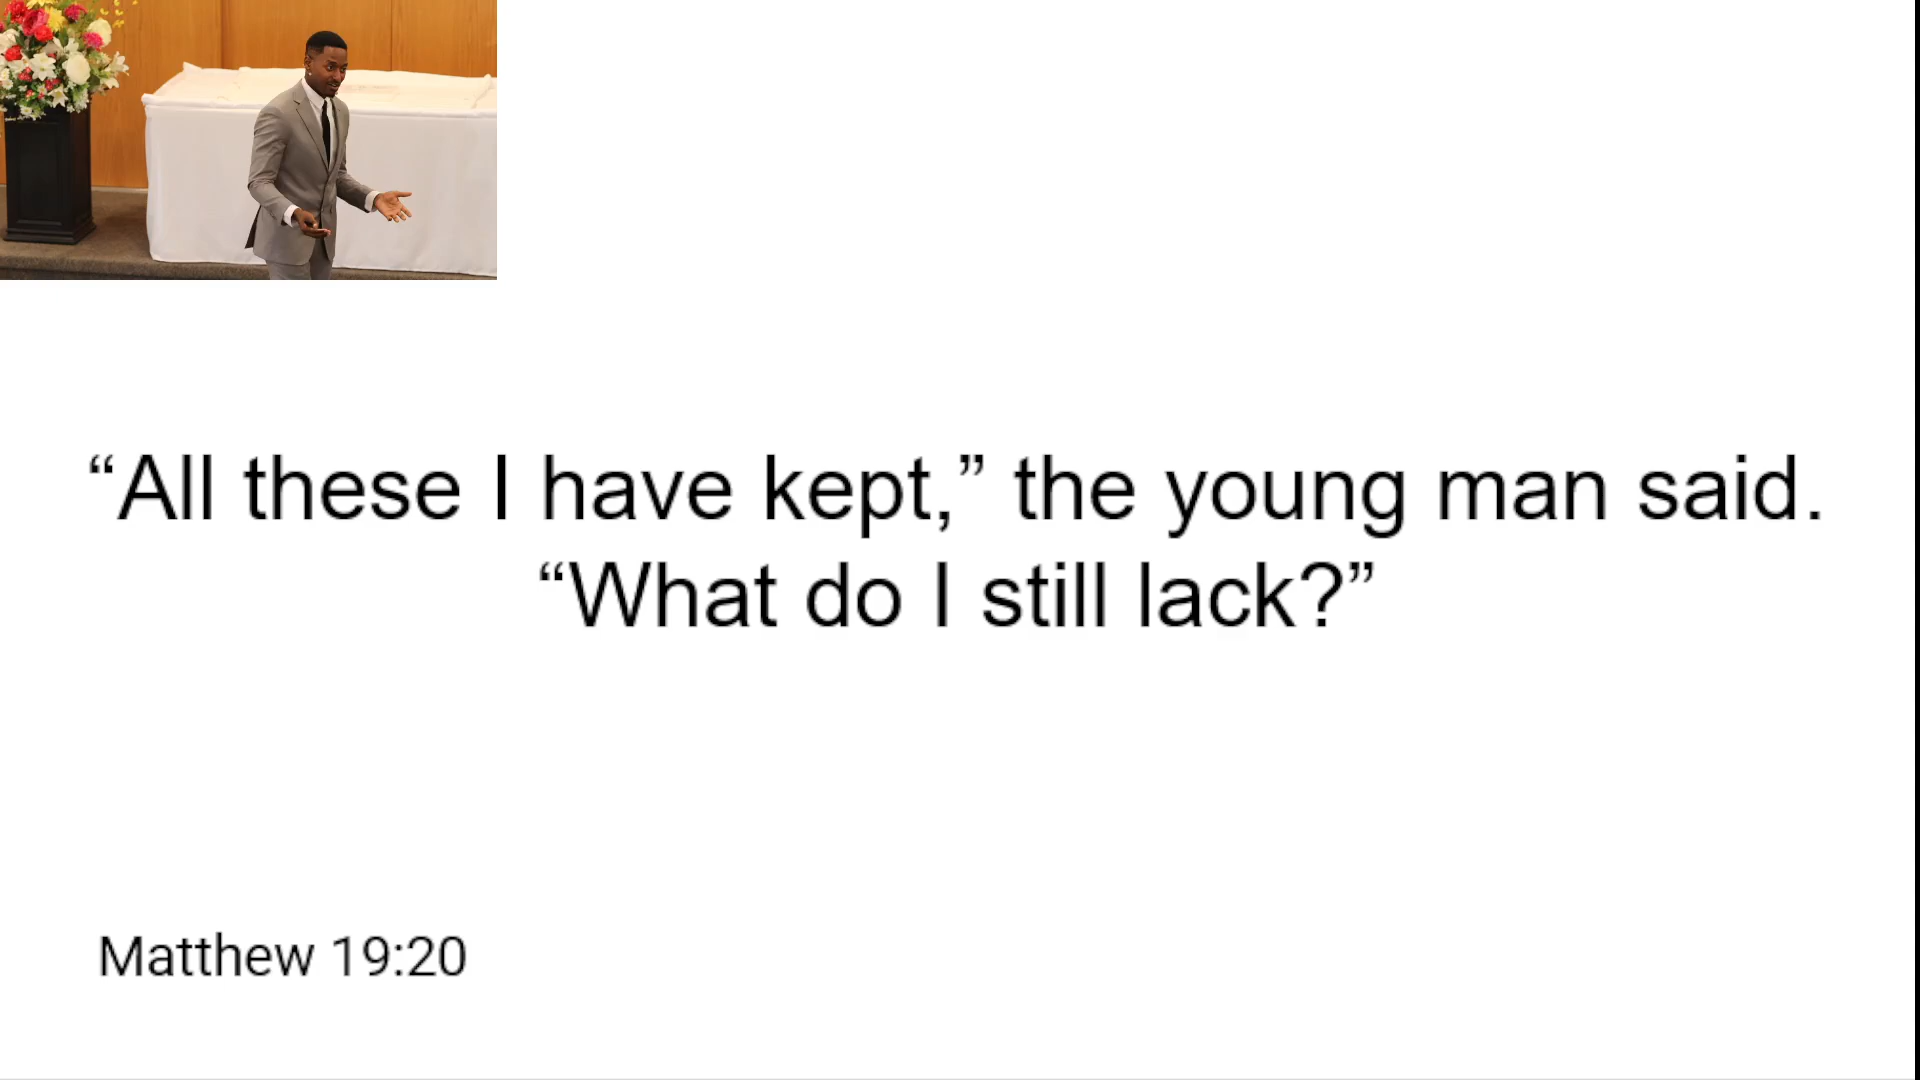 “All these I have kept,” the young man said.
“What do I still lack?”
Matthew 19:20